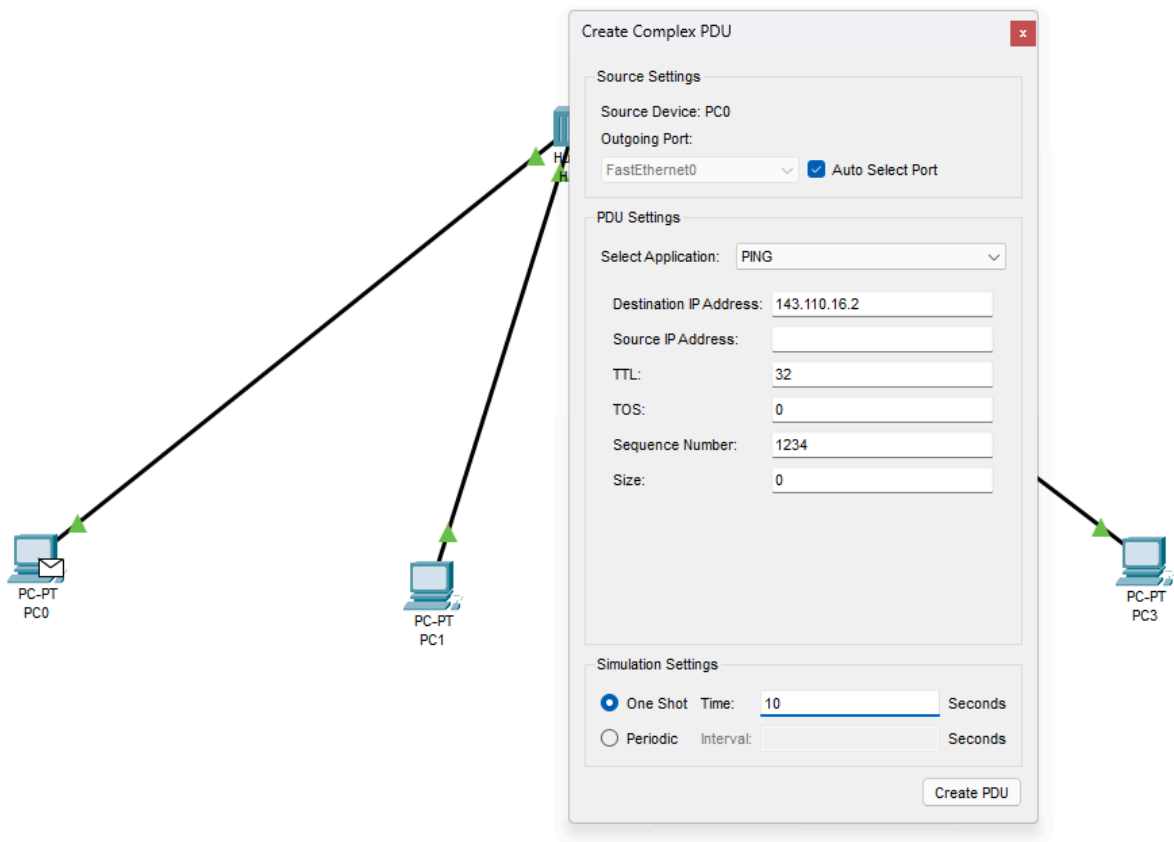 Create Complex PDU
x
Source Settings
Source Device: PC0
Outgoing Port:
FastEthernet0 Auto Select Port
PDU Settings
Select Application: PING
Destination IP Address: 143.110.16.2
Source IP Address:
TTL: 32
TOS: 0
Sequence Number: 1234
Size: 0
PC-PT
PC0
PC-PT
PC1
PC-PT
PC3
Simulation Settings
One Shot Time: 10 Seconds
Periodic Interval: Seconds
Create PDU